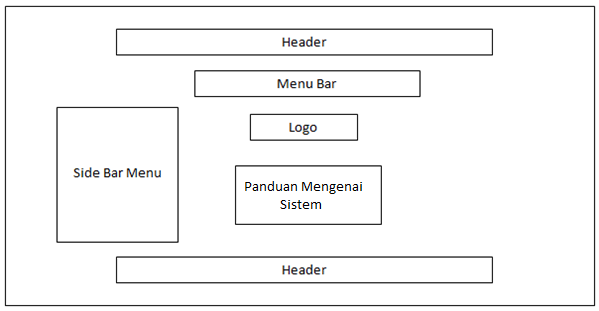 Header
Menu Bar
Logo
Side Bar Menu
Panduan Mengenai
Sistem
Header